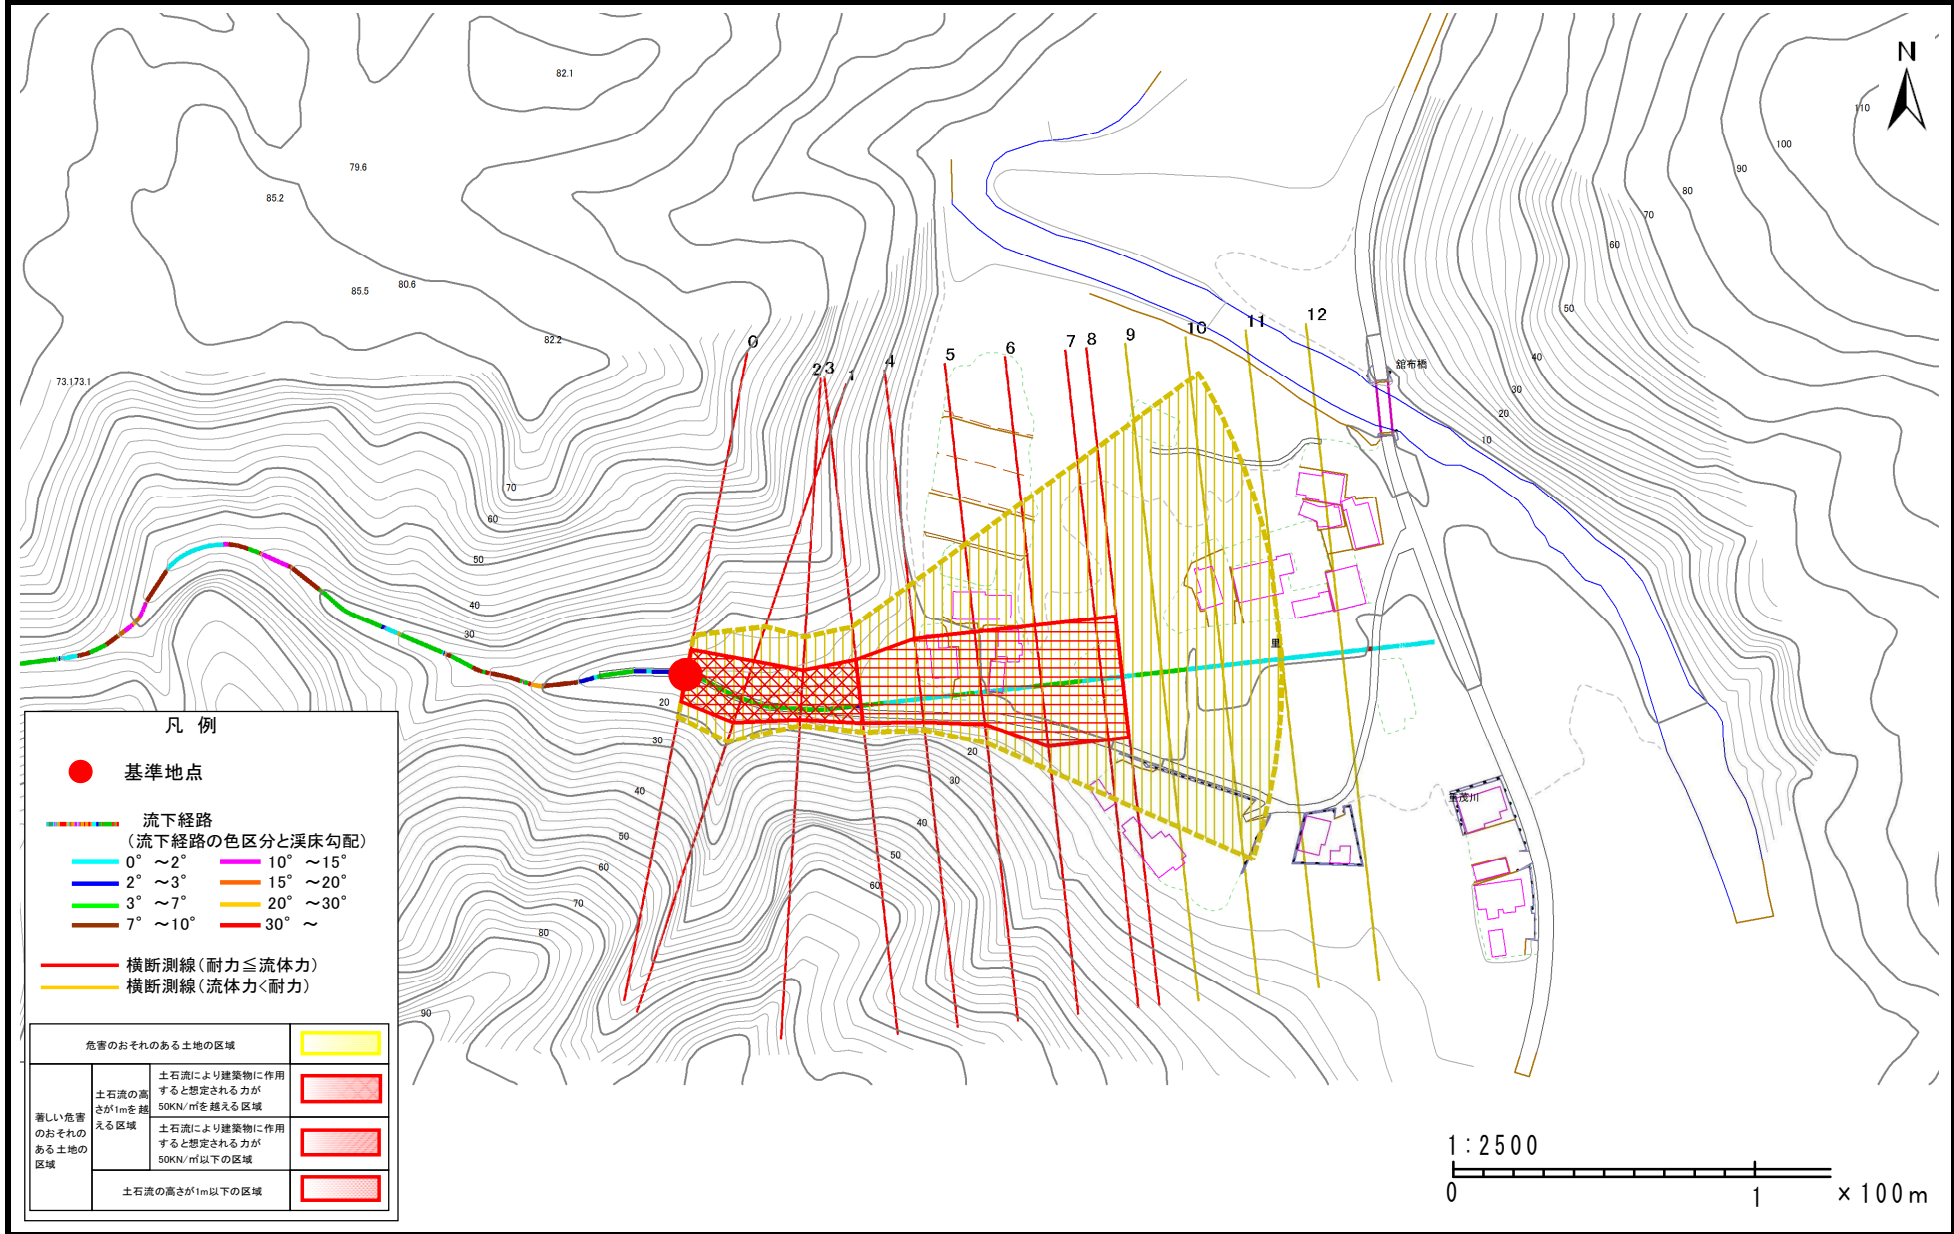 N
82.1
79.6
85.2
85.5
80.6
82.2
73.1
73.1
110
100
90
80
70
60
50
40
30
20
10
舘布橋
0
2
3
1
4
5
6
7
8
9
10
11
12
70
60
50
40
30
20
30
40
50
60
70
80
90
20
30
40
50
60
里
重茂川
凡 例
基準地点
流下経路
(流下経路の色区分と渓床勾配)
0° ～2° 10° ～15°
2° ～3° 15° ～20°
3° ～7° 20° ～30°
7° ～10° 30° ～
横断測線(耐力≦流体力)
横断測線(流体力<耐力)
危害のおそれのある土地の区域
著しい危害
のおそれの
ある土地の
区域
土石流の高
さが1mを越
える区域
土石流により建築物に作用
すると想定される力が
50KN/㎡を越える区域
土石流により建築物に作用
すると想定される力が
50KN/㎡以下の区域
土石流の高さが1m以下の区域
1:2500
0 1 ×100m